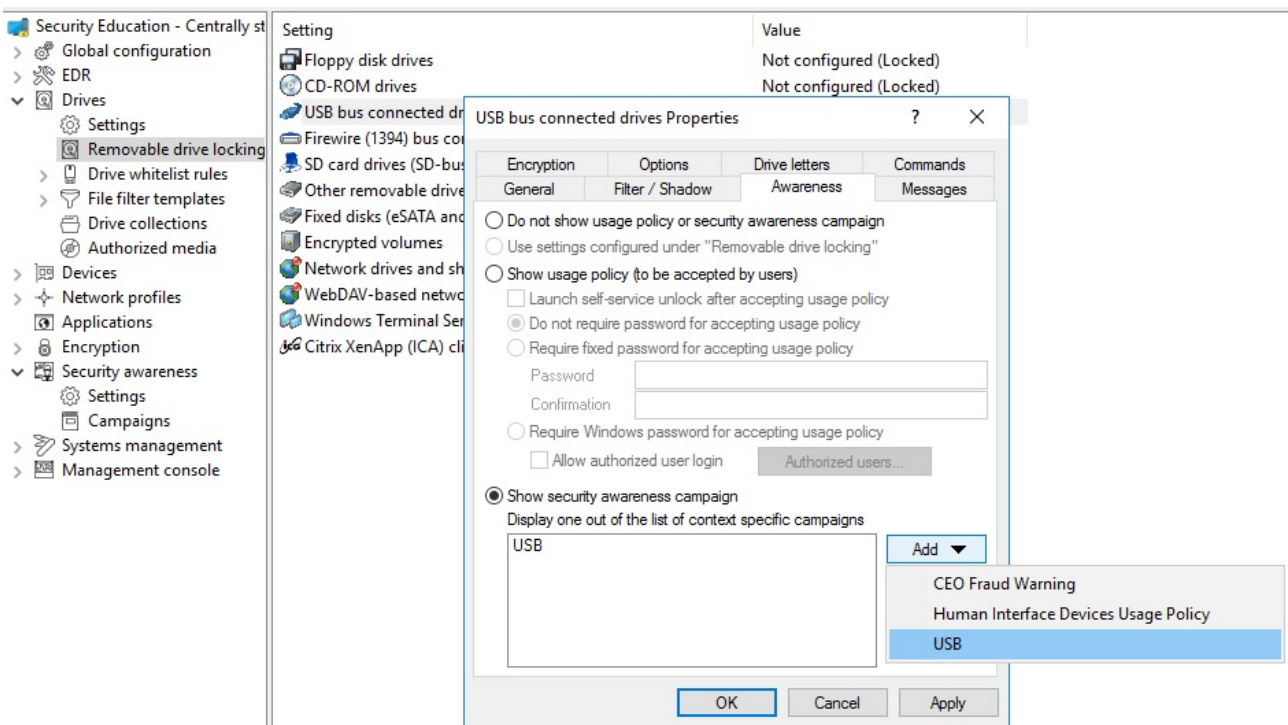 Security Education - Centrally st
Global configuration
EDR
Drives
Settings
Removable drive locking
Drive whitelist rules
File filter templates
Drive collections
Authorized media
Devices
Network profiles
Applications
Encryption
Security awareness
Settings
Campaigns
Systems management
Management console
Setting Value
Floppy disk drives Not configured (Locked)
CD-ROM drives Not configured (Locked)
USB bus connected dr
Firewire (1394) bus co
SD card drives (SD-bus
Other removable drive
Fixed disks (eSATA and
Encrypted volumes
Network drives and sh
WebDAV-based netwo
Windows Terminal Ser
Citrix XenApp (ICA) cli
USB bus connected drives Properties ?
Encryption Options Drive letters Commands
General Filter / Shadow Awareness Messages
Do not show usage policy or security awareness campaign
Use settings configured under "Removable drive locking"
Show usage policy (to be accepted by users)
Launch self-service unlock after accepting usage policy
Do not require password for accepting usage policy
Require fixed password for accepting usage policy
Password
Confirmation
Require Windows password for accepting usage policy
Allow authorized user login Authorized users...
Show security awareness campaign
Display one out of the list of context specific campaigns
USB
Add
CEO Fraud Warning
Human Interface Devices Usage Policy
USB
OK Cancel Apply